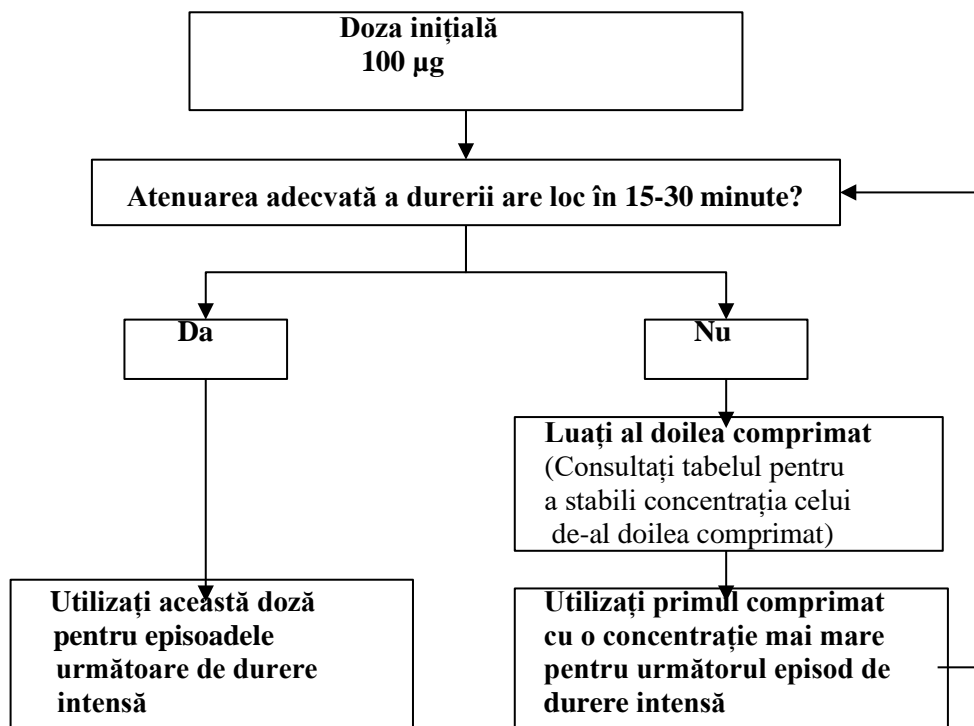 Doza inițială
100 µg
Atenuarea adecvată a durerii are loc în 15-30 minute?
Da
Nu
Luați al doilea comprimat
(Consultați tabelul pentru
a stabili concentrația celui
de-al doilea comprimat)
Utilizați această doză
pentru episoadele
următoare de durere
intensă
Utilizați primul comprimat
cu o concentrație mai mare
pentru următorul episod de
durere intensă